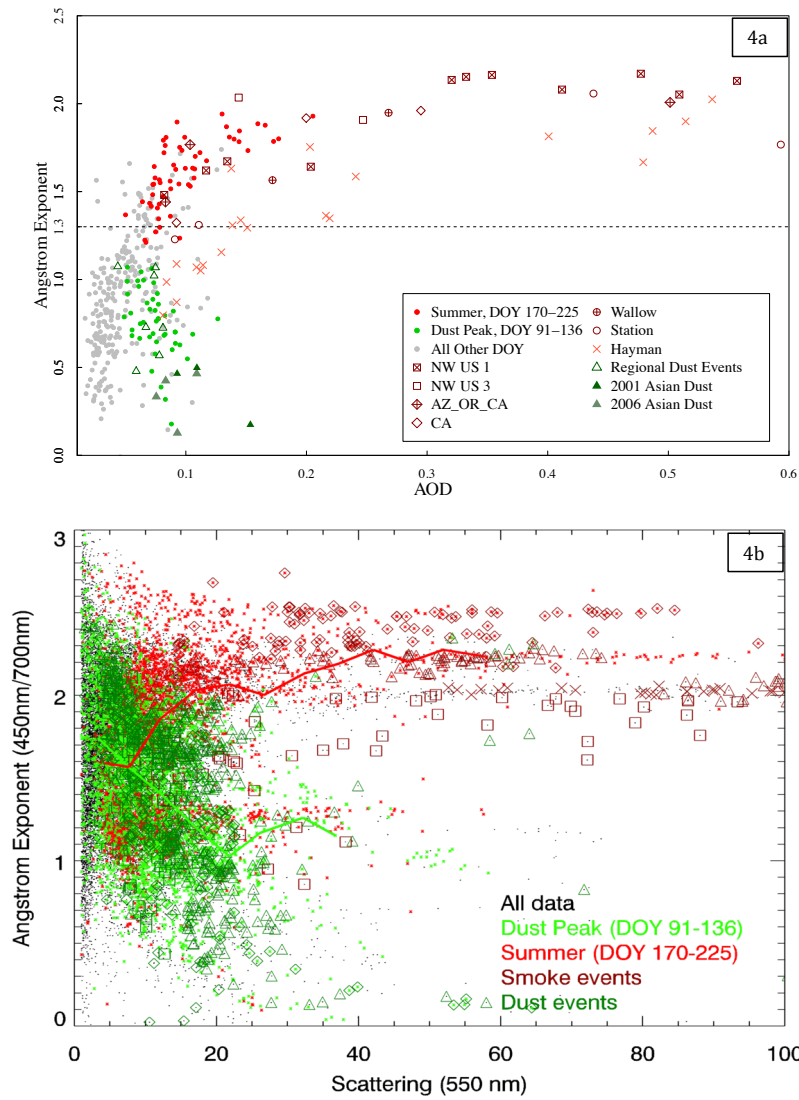 4a
2.5
2.0
1.5
1.3
1.0
0.5
0.0
Angstrom Exponent
0.1
0.2
0.3
0.4
0.5
0.6
AOD
Summer, DOY 170–225
Dust Peak, DOY 91–136
All Other DOY
NW US 1
NW US 3
AZ_OR_CA
CA
Wallow
Station
Hayman
Regional Dust Events
2001 Asian Dust
2006 Asian Dust
4b
3
2
1
0
Angstrom Exponent (450nm/700nm)
All data
Dust Peak (DOY 91-136)
Summer (DOY 170-225)
Smoke events
Dust events
0
20
40
60
80
100
Scattering (550 nm)